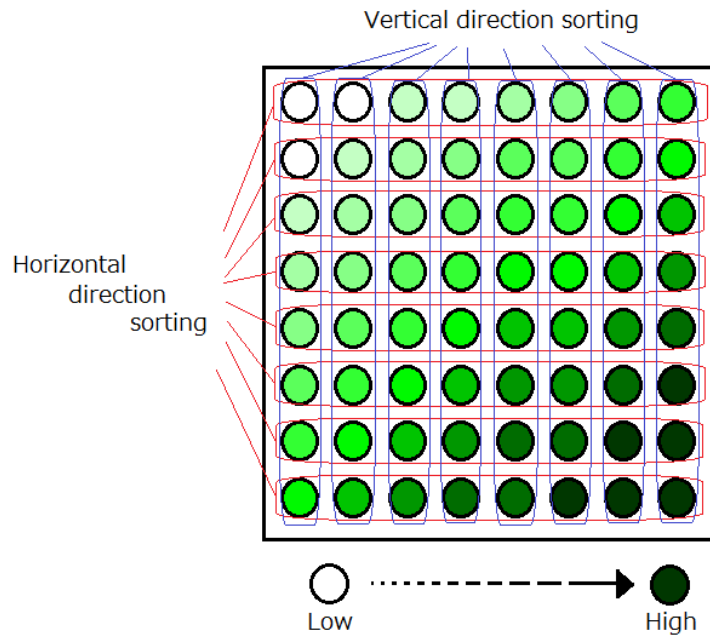 Vertical direction sorting
Horizontal
direction
sorting
Low
High